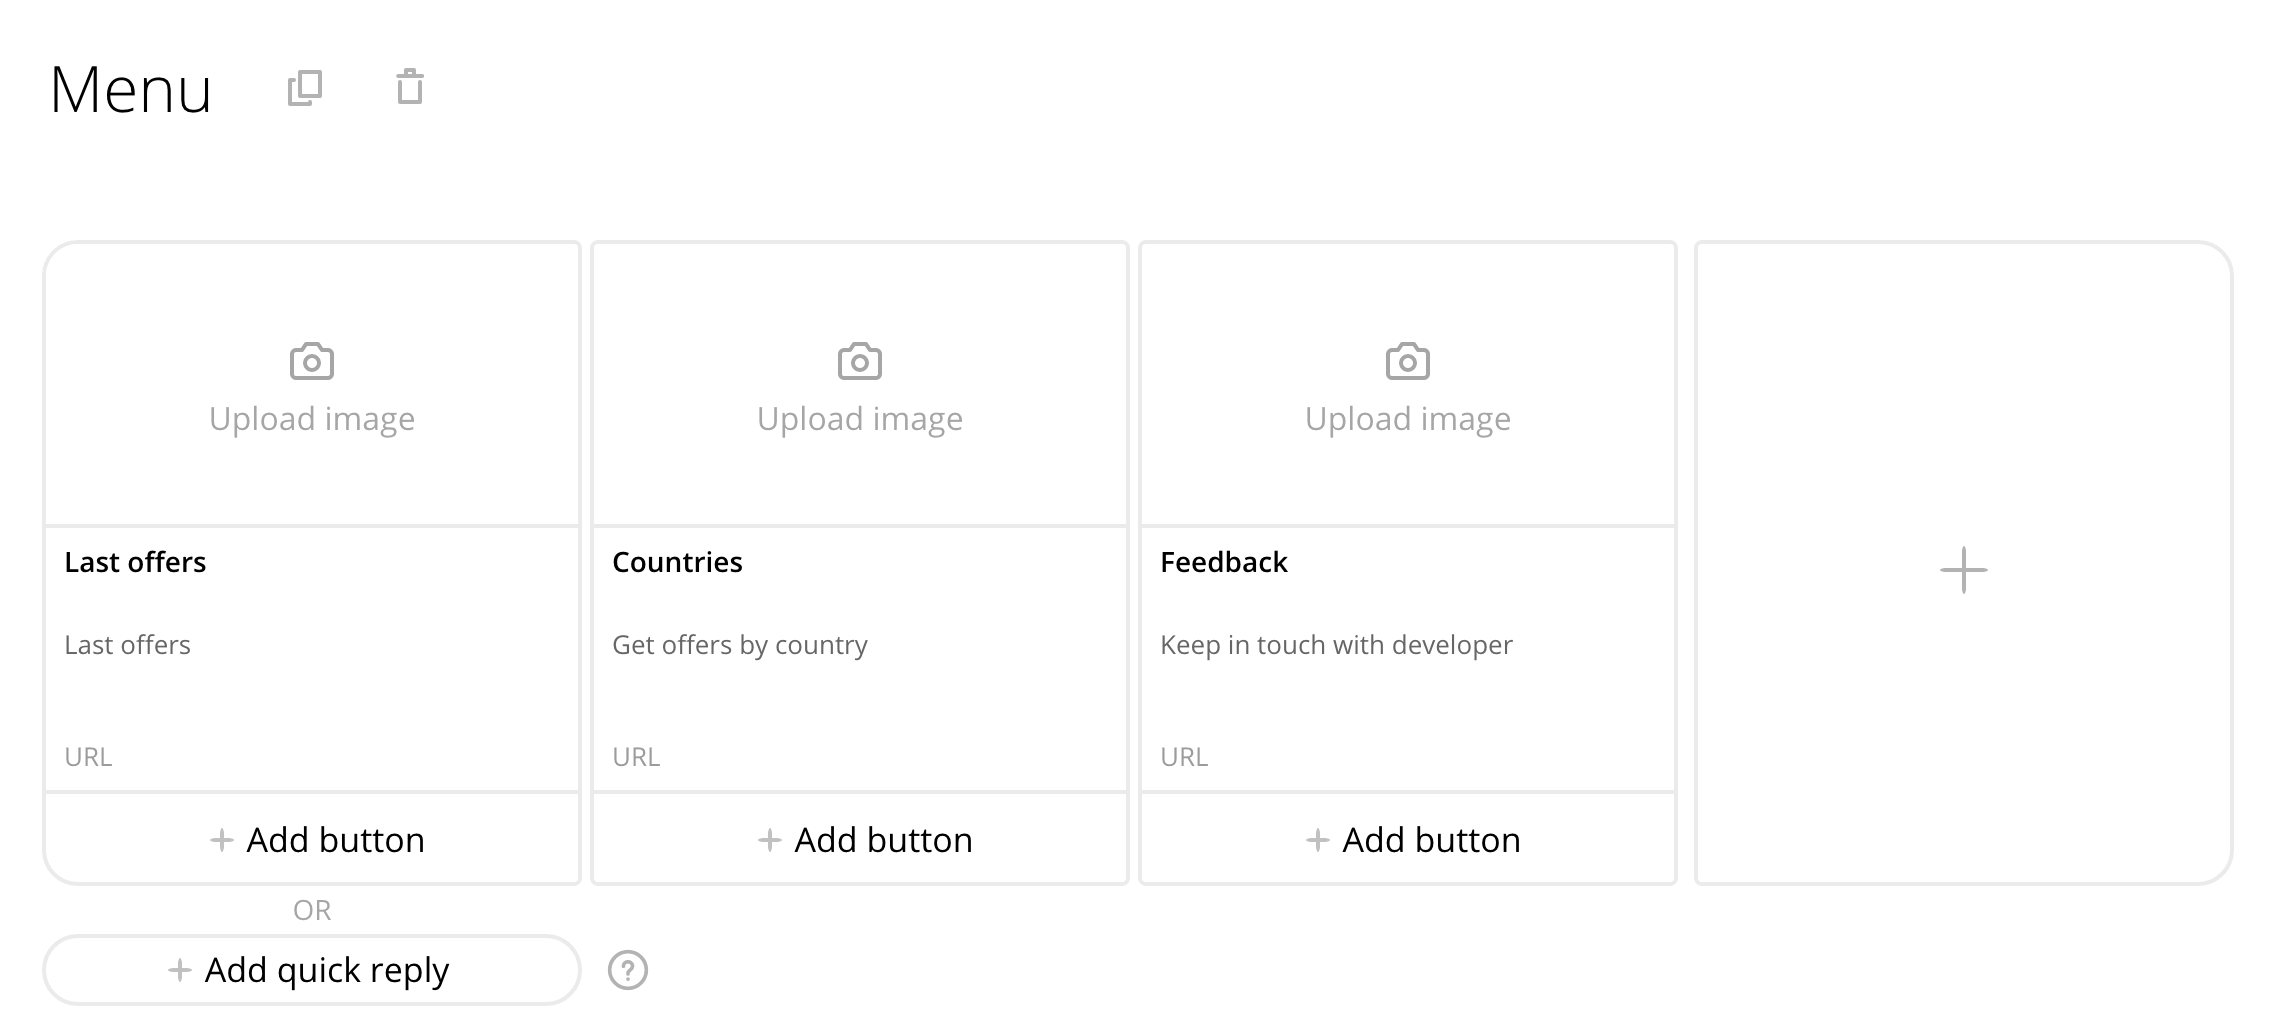 Menu
Upload image
Upload image
Upload image
Last offers
Last offers
URL
Countries
Get offers by country
URL
Feedback
Keep in touch with developer
URL
Add button
Add button
Add button
OR
Add quick reply
?